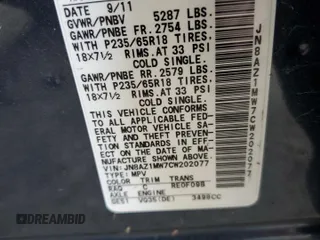 DATE 9/11
GVWR/PNBV 5287 LBS.
GAWR/PNBE FR. 2754 LBS.
WITH P235/65R18 TIRES.
18X7½ RIMS.AT 33 PSI
COLD SINGLE.
GAWR/PNBE RR. 2579 LBS.
WITH P235/65R18 TIRES.
18X7½ RIMS.AT 33 PSI
COLD SINGLE.
THIS VEHICLE CONFORMS
TO ALL APPLICABLE FED-
ERAL MOTOR VEHICLE SA-
FETY AND THEFT PREVEN-
TION STANDARDS IN EFF-
ECT ON THE DATE OF MA-
NUFACTURE SHOWN ABOVE.
VIN:JN8AZ1MW7CW202077
TYPE:MPV
COLOR TRIM TRANS
C RE0F09B
VQ35(DE) 3498CC
JN8AZ1MW7CW202077